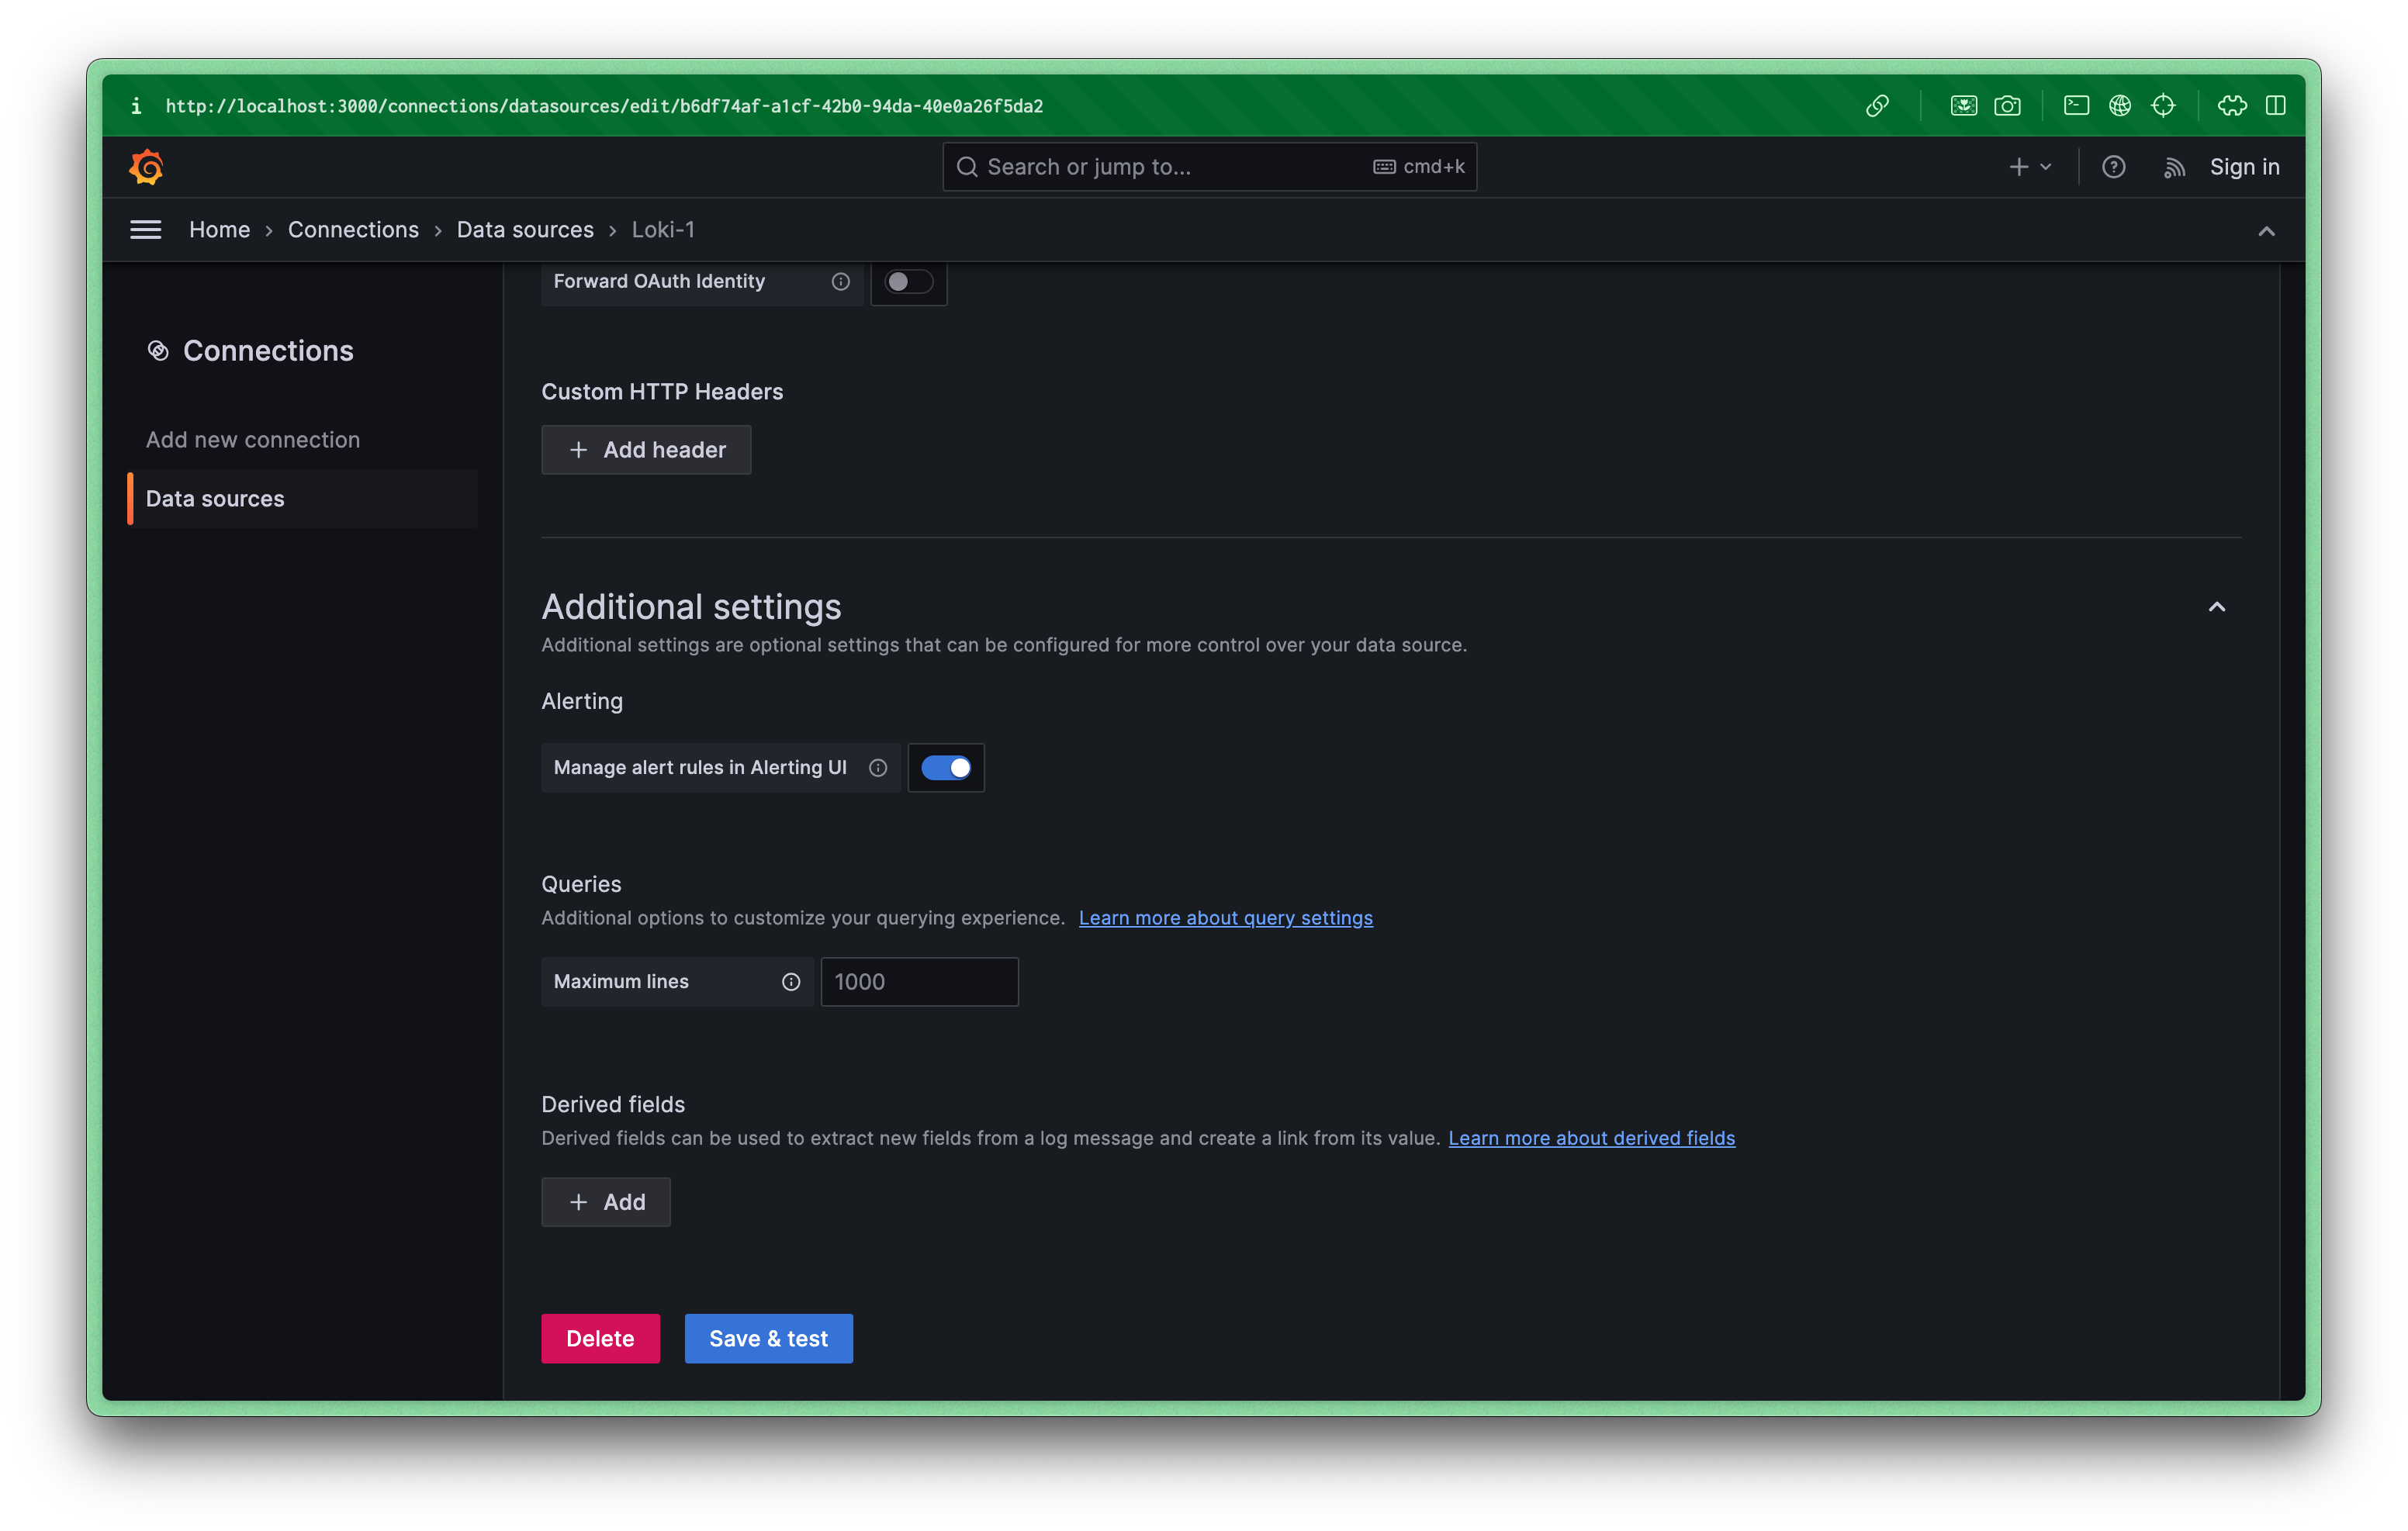 http://localhost:3000/connections/datasources/edit/b6df74af-a1cf-42b0-94da-40e0a26f5da2
Search or jump to... cmd+k
Sign in
Home › Connections › Data sources › Loki-1
Forward OAuth Identity
Connections
Add new connection
Data sources
Custom HTTP Headers
+ Add header
Additional settings
Additional settings are optional settings that can be configured for more control over your data source.
Alerting
Manage alert rules in Alerting UI
Queries
Additional options to customize your querying experience. Learn more about query settings
Maximum lines 1000
Derived fields
Derived fields can be used to extract new fields from a log message and create a link from its value. Learn more about derived fields
+ Add
Delete Save & test